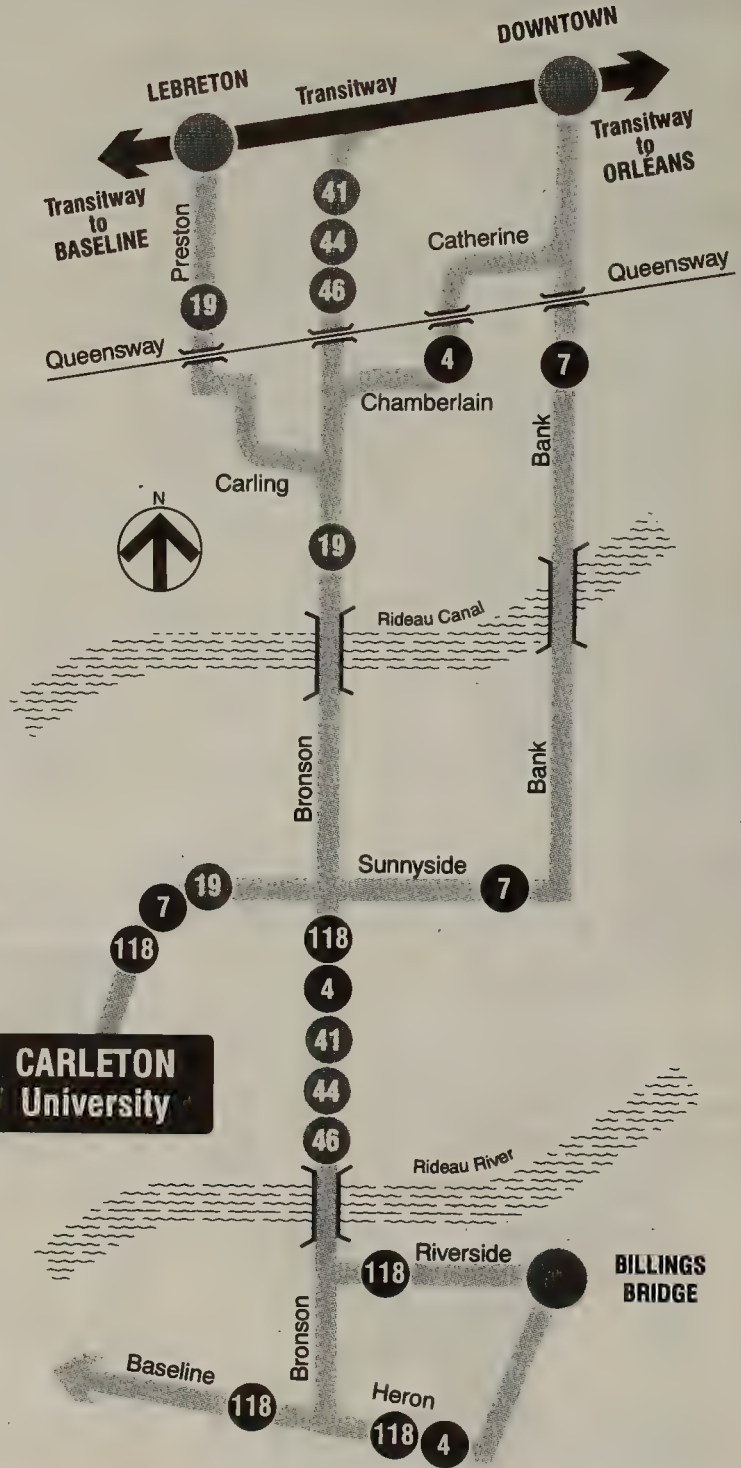 DOWNTOWN
LEBRETON
Transitway
Transitway
to
BASELINE
Transitway
to
ORLÉANS
Preston
41
44
46
Catherine
Queensway
19
Queensway
4
7
Chamberlain
Bank
Carling
N
19
Rideau Canal
Bronson
Bank
Sunnyside
7
19
7
118
118
4
41
44
46
CARLETON
University
Rideau River
Riverside
118
BILLINGS
BRIDGE
Bronson
Baseline
118
Heron
118
4